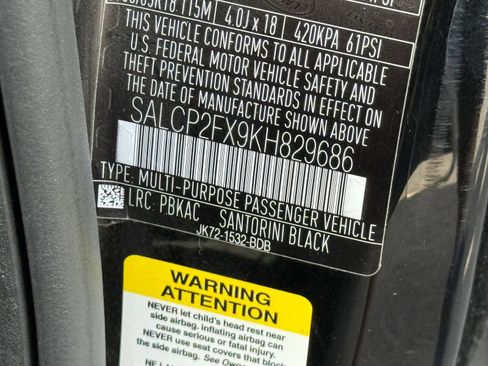 T155/85R18 115M 4.0J x 18 420KPA 61PSI
THIS VEHICLE CONFORMS TO ALL APPLICABLE
U.S. FEDERAL MOTOR VEHICLE SAFETY AND
THEFT PREVENTION STANDARDS IN EFFECT ON
THE DATE OF MANUFACTURE SHOWN ABOVE
SALCP2FX9KH829686
TYPE: MULTI-PURPOSE PASSENGER VEHICLE
LRC: PBKAC SANTORINI BLACK
JK72-1532-BDB
WARNING
ATTENTION
NEVER let child's head rest near
side airbag. inflating airbag can
cause serious or fatal injury.
NEVER use seat covers that block
the side airbag. See Owner